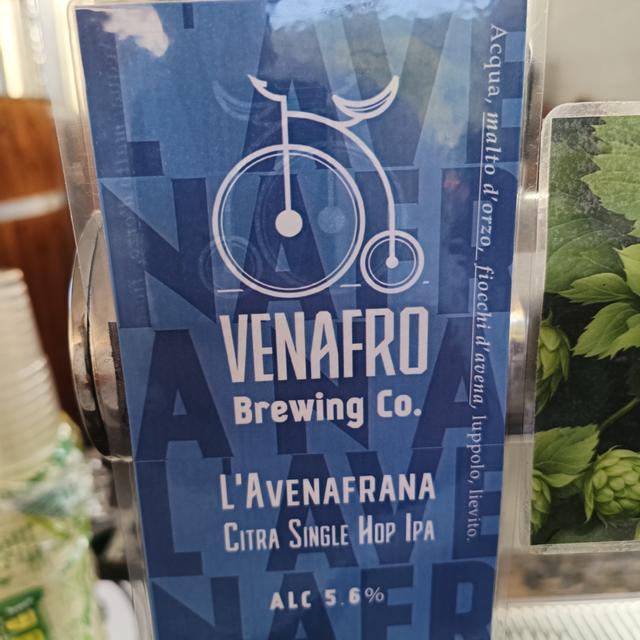 VENAFRO
Brewing Co.
L'AVENAFRANA
CITRA SINGLE HOP IPA
ALC 5.6%
Acqua, malto d'orzo, fiocchi d'avena, luppolo, lievito.